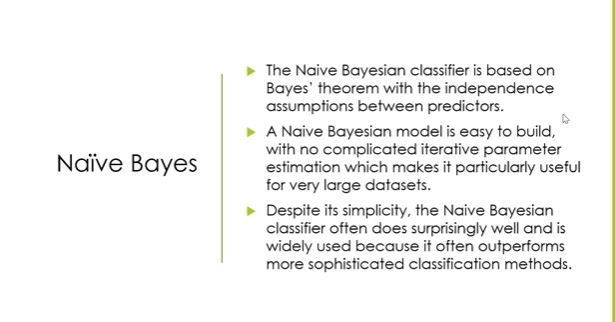 Naïve Bayes
The Naive Bayesian classifier is based on
Bayes’ theorem with the independence
assumptions between predictors.
A Naive Bayesian model is easy to build,
with no complicated iterative parameter
estimation which makes it particularly useful
for very large datasets.
Despite its simplicity, the Naive Bayesian
classifier often does surprisingly well and is
widely used because it often outperforms
more sophisticated classification methods.